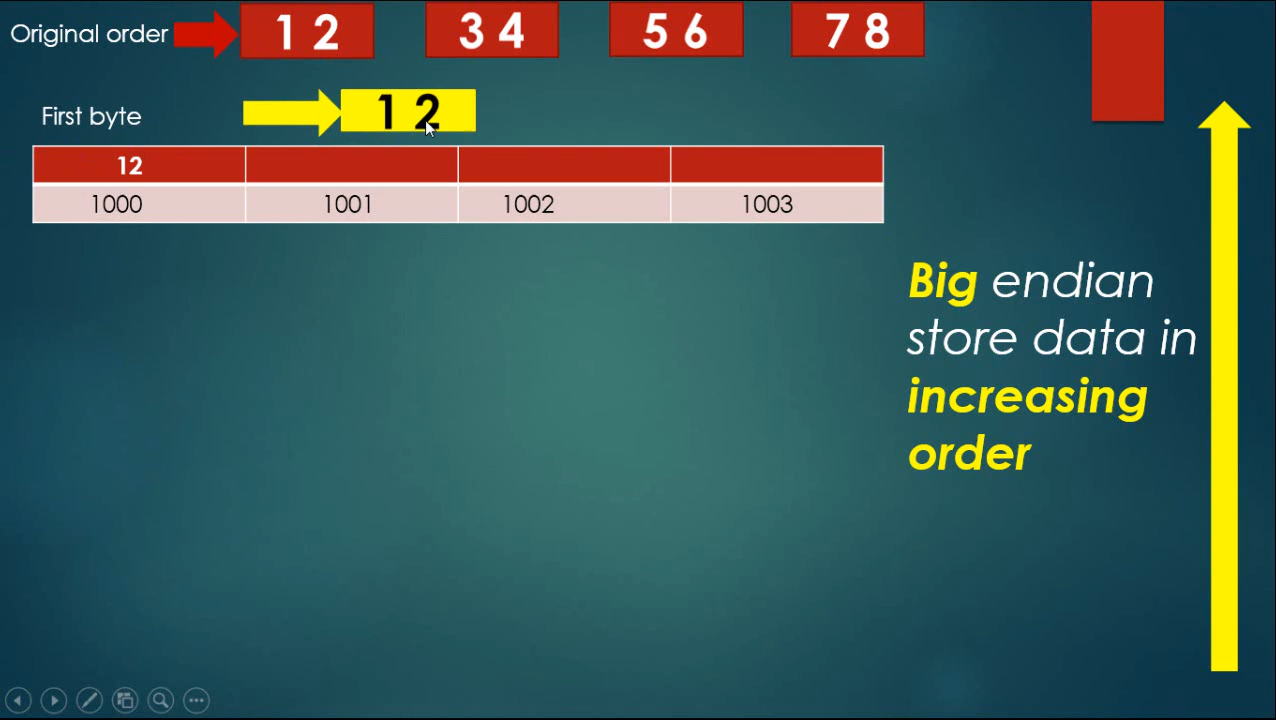 Original order
1 2
3 4
5 6
7 8
First byte
1 2
12
1000 1001 1002 1003
Big endian
store data in
increasing
order